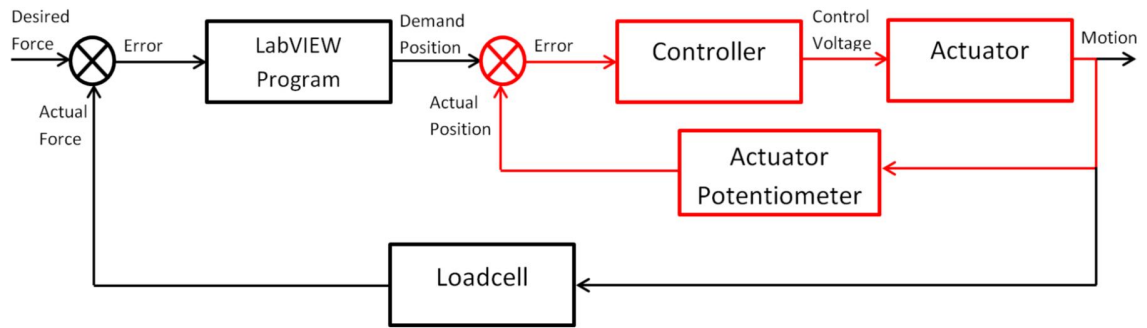 Desired
Force
Error
LabVIEW
Program
Demand
Position
Error
Controller
Control
Voltage
Actuator
Motion
Actual
Force
Actual
Position
Actuator
Potentiometer
Loadcell